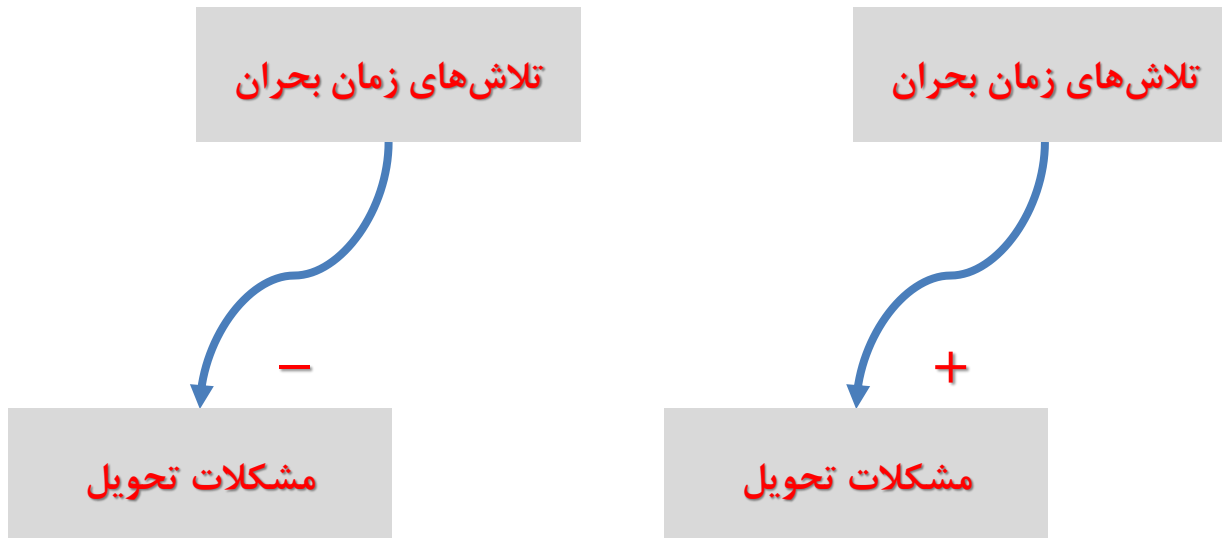 تلاش‌های زمان بحران
تلاش‌های زمان بحران
+
−
مشکلات تحویل
مشکلات تحویل